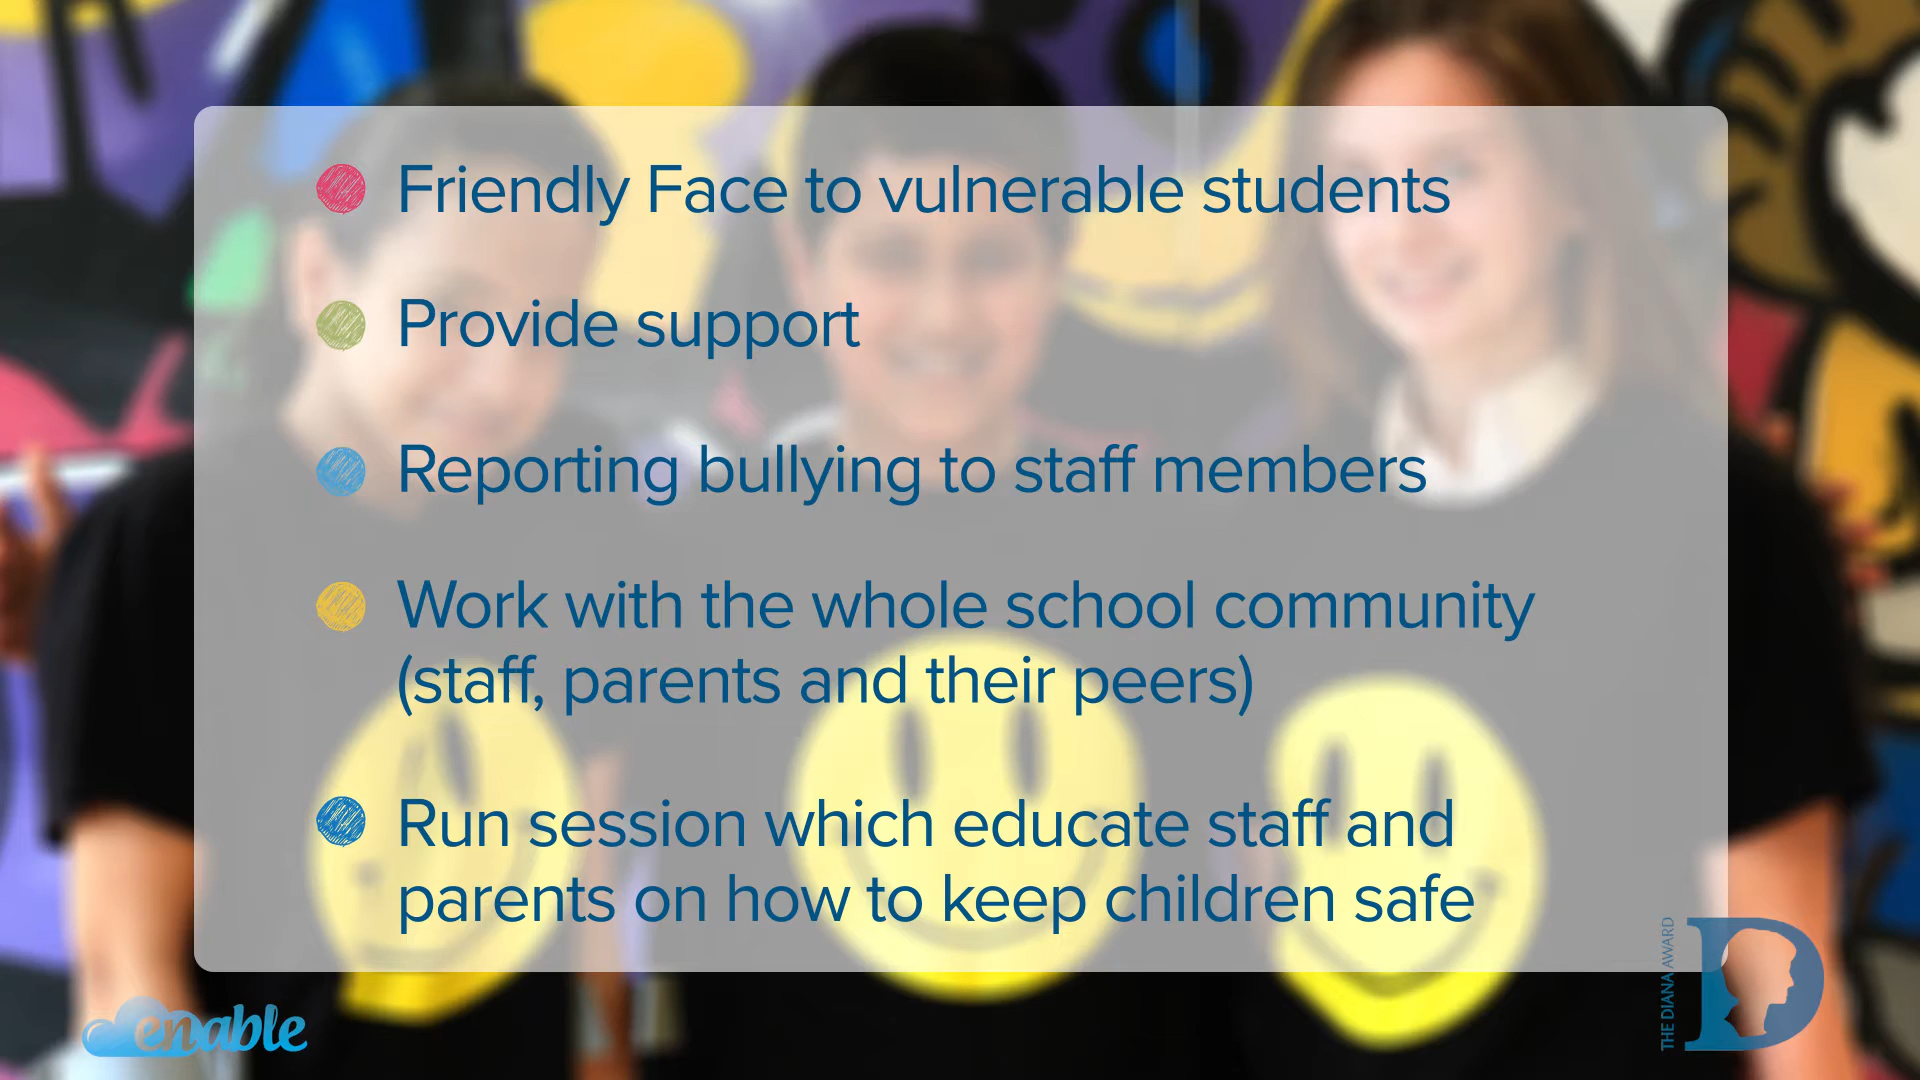 Friendly Face to vulnerable students
Provide support
Reporting bullying to staff members
Work with the whole school community
(staff, parents and their peers)
Run session which educate staff and
parents on how to keep children safe
enable
THE DIANA AWARD
D